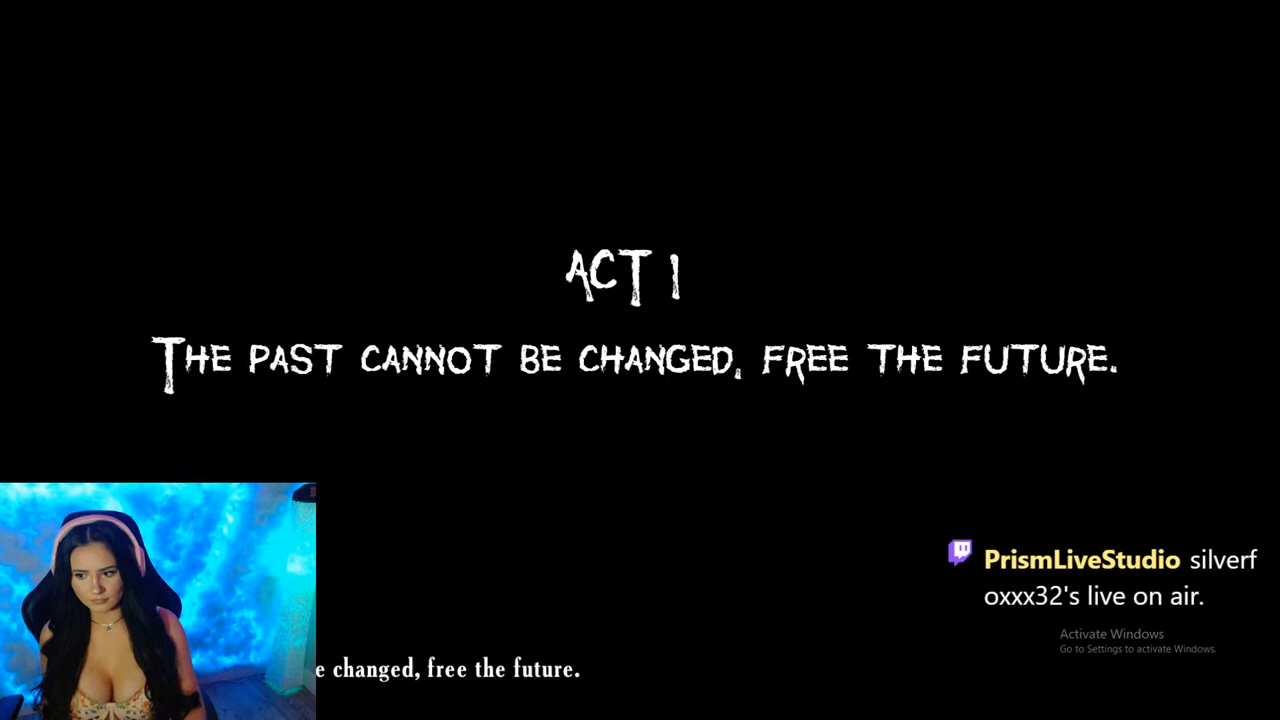 ACT 1
THE PAST CANNOT BE CHANGED, FREE THE FUTURE.
PrismLiveStudio silverf
oxxx32's live on air.
Activate Windows
Go to Settings to activate Windows.
e changed, free the future.